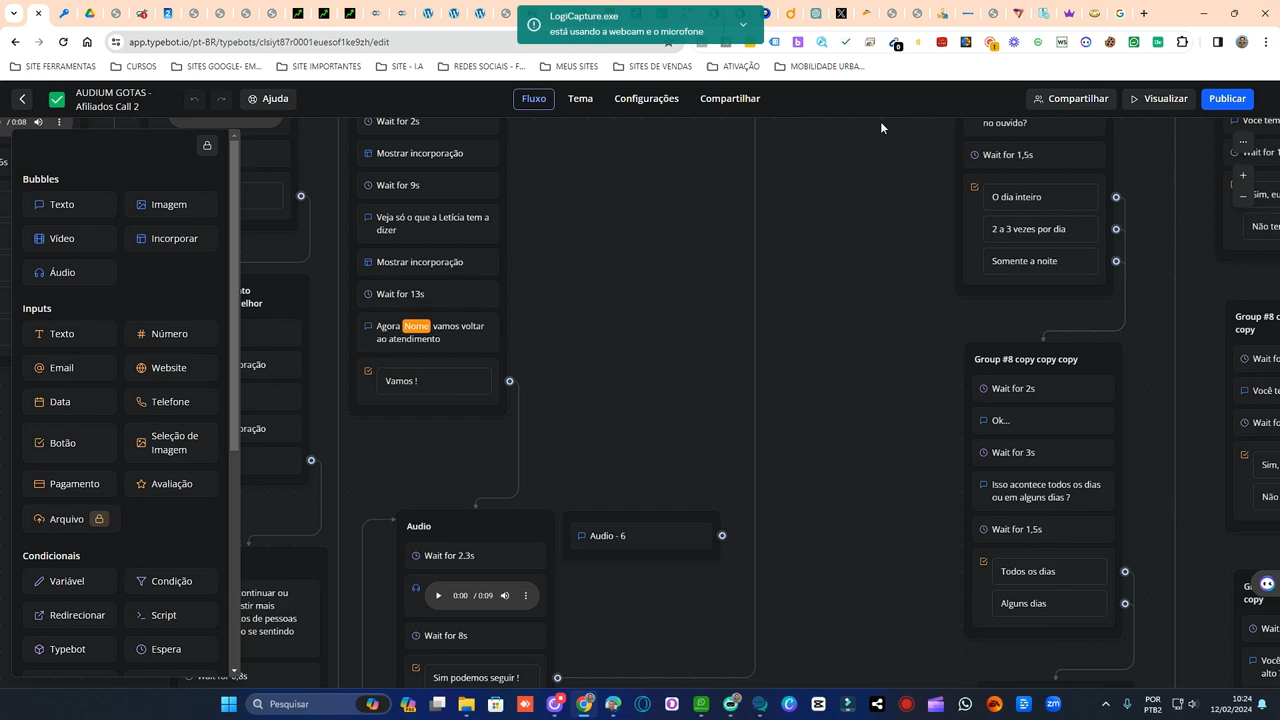 LogiCapture.exe
está usando a webcam e o microfone
app.typebot.io/pt-BR/typebots/clsiyt87r0001euesof1ke9zh/edit
SITE FERRAMENTAS
CURSOS
SITES GOOGLE- EM...
SITE IMPORTANTES
SITE - I.A
REDES SOCIAIS - F...
MEUS SITES
SITES DE VENDAS
ATIVAÇÃO
MOBILIDADE URBA...
AUDIUM GOTAS -
Afiliados Call 2
Ajuda
Fluxo
Tema
Configurações
Compartilhar
Compartilhar
Visualizar
Publicar
/ 0:08
Bubbles
Texto
Imagem
Vídeo
Incorporar
Áudio
Inputs
Texto
Número
Email
Website
Data
Telefone
Botão
Seleção de
Imagem
Pagamento
Avaliação
Arquivo
Condicionais
Variável
Condição
Redirecionar
Script
Typebot
Espera
Wait for 2s
Mostrar incorporação
Wait for 9s
Veja só o que a Letícia tem a
dizer
Mostrar incorporação
Wait for 13s
Agora Nome vamos voltar
ao atendimento
Vamos !
Audio
Wait for 2.3s
0:00 / 0:09
Wait for 8s
Sim podemos seguir !
Audio - 6
no ouvido?
Wait for 1,5s
O dia inteiro
2 a 3 vezes por dia
Somente a noite
Group #8 copy copy copy
Wait for 2s
Ok...
Wait for 3s
Isso acontece todos os dias
ou em alguns dias ?
Wait for 1,5s
Todos os dias
Alguns dias
Pesquisar
POR
PTB2
10:24
12/02/2024